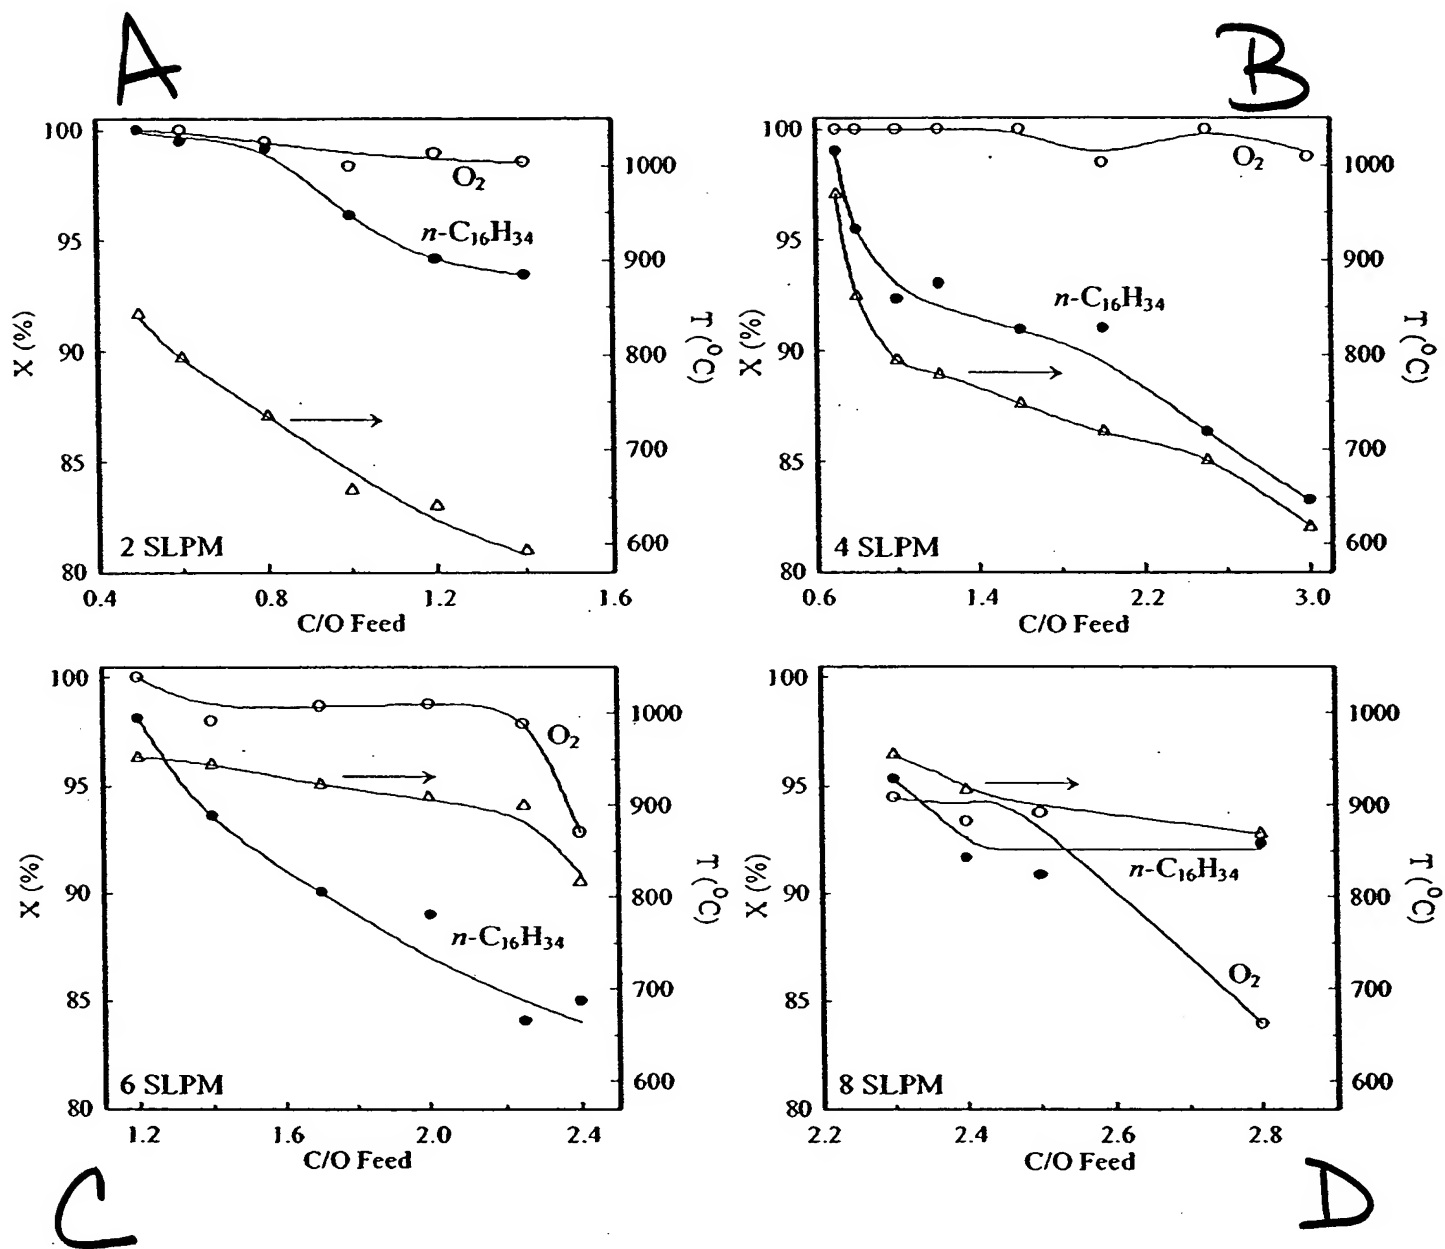 A
B
100
95
90
85
80
X (%)
O2
n-C16H34
2 SLPM
1000
900
800
700
600
T (°C)
0.4 0.8 1.2 1.6
C/O Feed
100
95
90
85
80
X (%)
O2
n-C16H34
4 SLPM
1000
900
800
700
600
T (°C)
0.6 1.4 2.2 3.0
C/O Feed
100
95
90
85
80
X (%)
O2
n-C16H34
6 SLPM
1000
900
800
700
600
T (°C)
1.2 1.6 2.0 2.4
C/O Feed
100
95
90
85
80
X (%)
n-C16H34
O2
8 SLPM
1000
900
800
700
600
T (°C)
2.2 2.4 2.6 2.8
C/O Feed
C
D